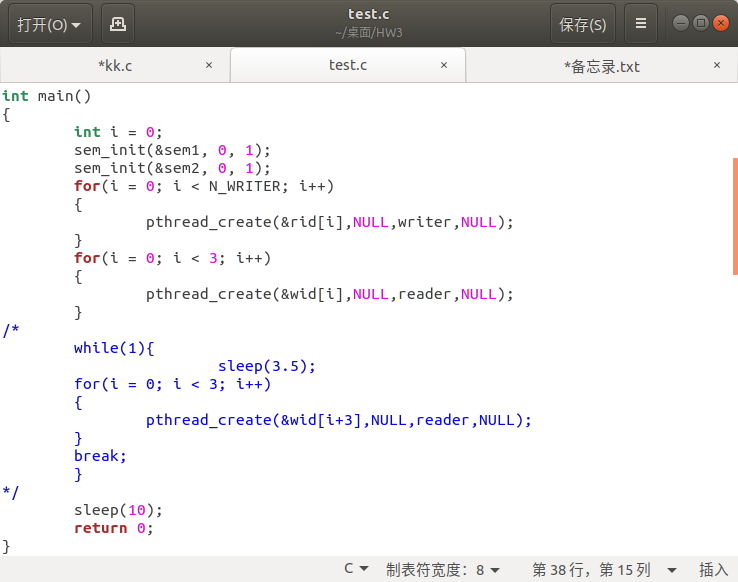 打开(O)
test.c
~/桌面/HW3
保存(S)
*kk.c ×
test.c ×
*备忘录.txt ×
int main()
{
        int i = 0;
        sem_init(&sem1, 0, 1);
        sem_init(&sem2, 0, 1);
        for(i = 0; i < N_WRITER; i++)
        {
                pthread_create(&rid[i],NULL,writer,NULL);
        }
        for(i = 0; i < 3; i++)
        {
                pthread_create(&wid[i],NULL,reader,NULL);
        }
/*
        while(1){
                        sleep(3.5);
        for(i = 0; i < 3; i++)
        {
                pthread_create(&wid[i+3],NULL,reader,NULL);
        }
        break;
        }
*/
        sleep(10);
        return 0;
}
C 制表符宽度：8 第 38 行，第 15 列 插入